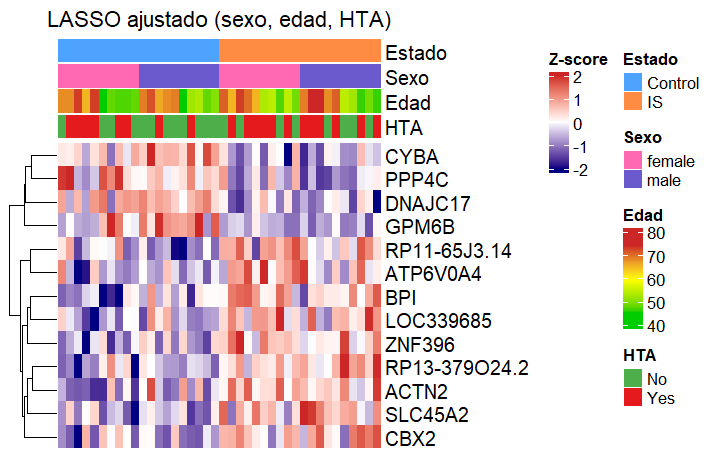 LASSO ajustado (sexo, edad, HTA)
Estado
Sexo
Edad
HTA
CYBA
PPP4C
DNAJC17
GPM6B
RP11-65J3.14
ATP6V0A4
BPI
LOC339685
ZNF396
RP13-379O24.2
ACTN2
SLC45A2
CBX2
Z-score
2
1
0
-1
-2
Estado
Control
IS
Sexo
female
male
Edad
80
70
60
50
40
HTA
No
Yes